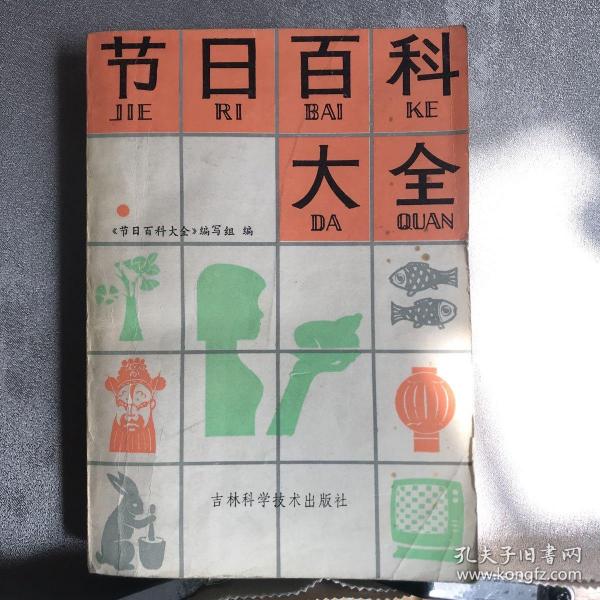 节日百科
JIE RI BAI KE
大全
DA QUAN
《节日百科大全》编写组 编
吉林科学技术出版社
孔夫子旧书网
www.kongfz.com